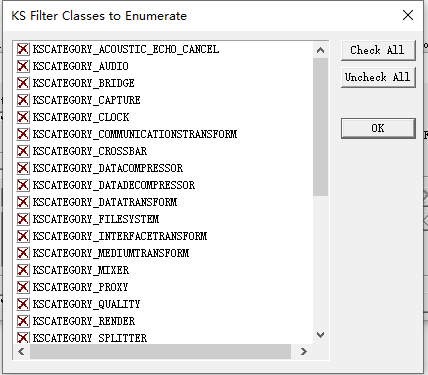 KS Filter Classes to Enumerate
KSCATEGORY_ACOUSTIC_ECHO_CANCEL
KSCATEGORY_AUDIO
KSCATEGORY_BRIDGE
KSCATEGORY_CAPTURE
KSCATEGORY_CLOCK
KSCATEGORY_COMMUNICATIONSTRANSFORM
KSCATEGORY_CROSSBAR
KSCATEGORY_DATACOMPRESSOR
KSCATEGORY_DATADECOMPRESSOR
KSCATEGORY_DATATRANSFORM
KSCATEGORY_FILESYSTEM
KSCATEGORY_INTERFACETRANSFORM
KSCATEGORY_MEDIUMTRANSFORM
KSCATEGORY_MIXER
KSCATEGORY_PROXY
KSCATEGORY_QUALITY
KSCATEGORY_RENDER
KSCATEGORY_SPLITTER
Check All
Uncheck All
OK